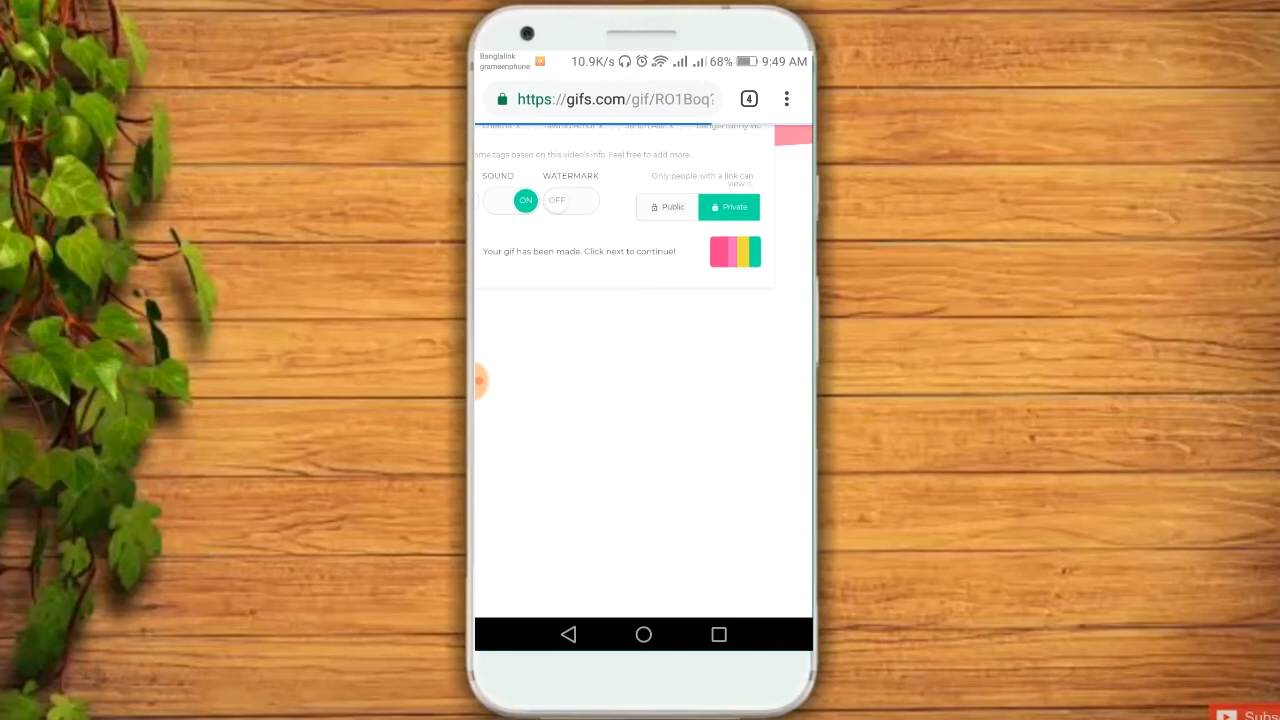 Banglalink
grameenphone
10.9K/s 68% 9:49 AM
https://gifs.com/gif/RO1Boq
4
ome tags based on this video's info. Feel free to add more.
SOUND WATERMARK
Only people with a link can
view
ON OFF
Public Private
Your gif has been made. Click next to continue!
Subs